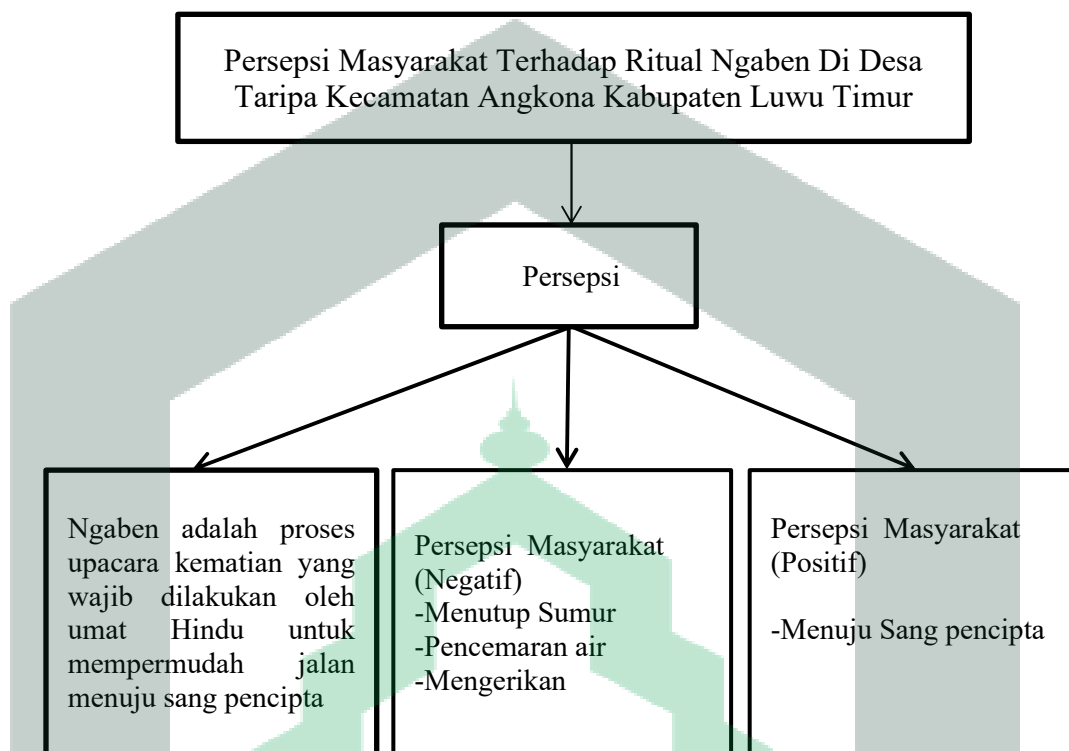 Persepsi Masyarakat Terhadap Ritual Ngaben Di Desa
Taripa Kecamatan Angkona Kabupaten Luwu Timur
Persepsi
Ngaben adalah proses
upacara kematian yang
wajib dilakukan oleh
umat Hindu untuk
mempermudah jalan
menuju sang pencipta
Persepsi Masyarakat
(Negatif)
-Menutup Sumur
-Pencemaran air
-Mengerikan
Persepsi Masyarakat
(Positif)
-Menuju Sang pencipta